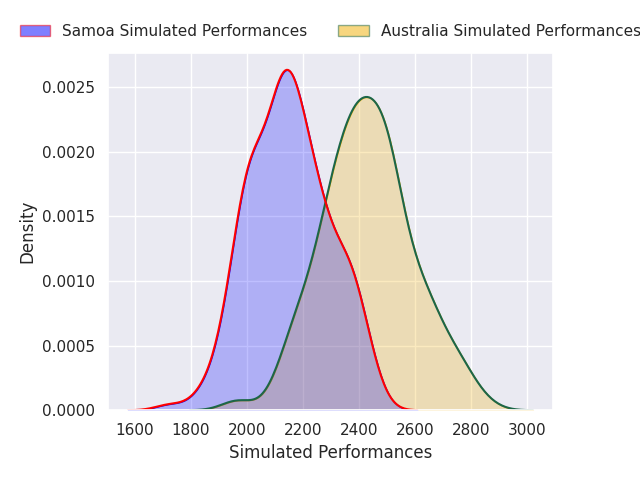 Samoa Simulated Performances Australia Simulated Performances
0.0025
0.0020
0.0015
0.0010
0.0005
0.0000
Density
1600 1800 2000 2200 2400 2600 2800 3000
Simulated Performances